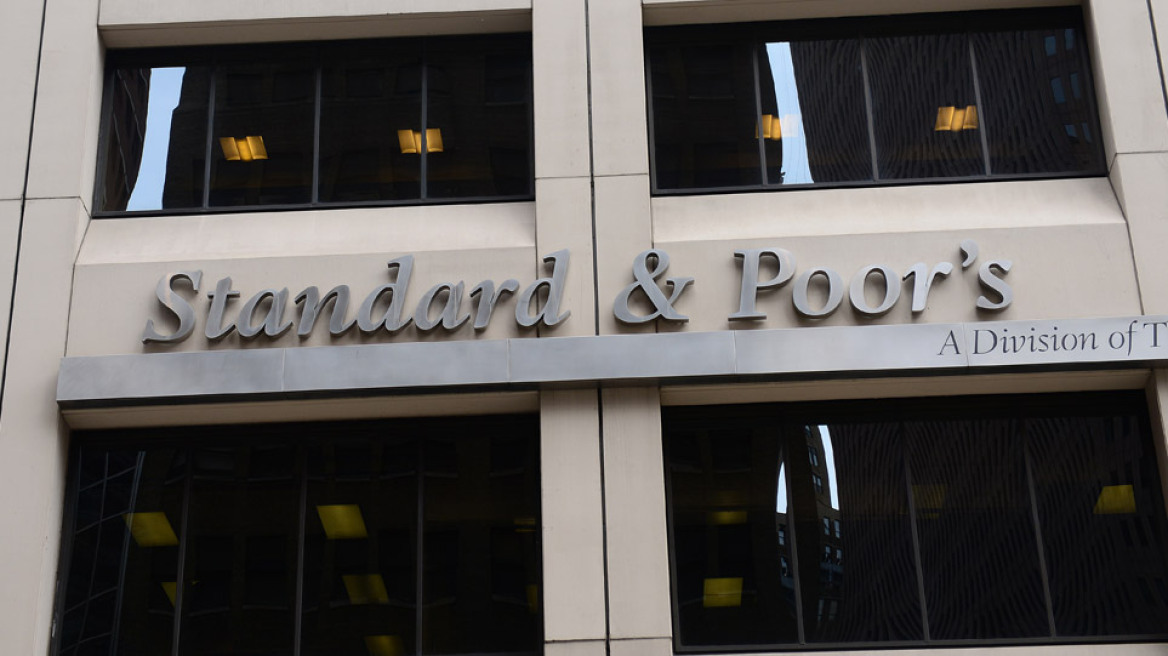 Standard & Poor's
A Division of T